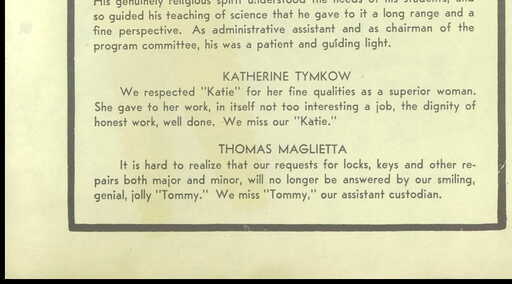 His genuinely religious spirit understood the needs of his students, and
so guided his teaching of science that he gave to it a long range and a
fine perspective. As administrative assistant and as chairman of the
program committee, his was a patient and guiding light.
KATHERINE TYMKOW
We respected "Katie" for her fine qualities as a superior woman.
She gave to her work, in itself not too interesting a job, the dignity of
honest work, well done. We miss our "Katie."
THOMAS MAGLIETTA
It is hard to realize that our requests for locks, keys and other re-
pairs both major and minor, will no longer be answered by our smiling,
genial, jolly "Tommy." We miss "Tommy," our assistant custodian.